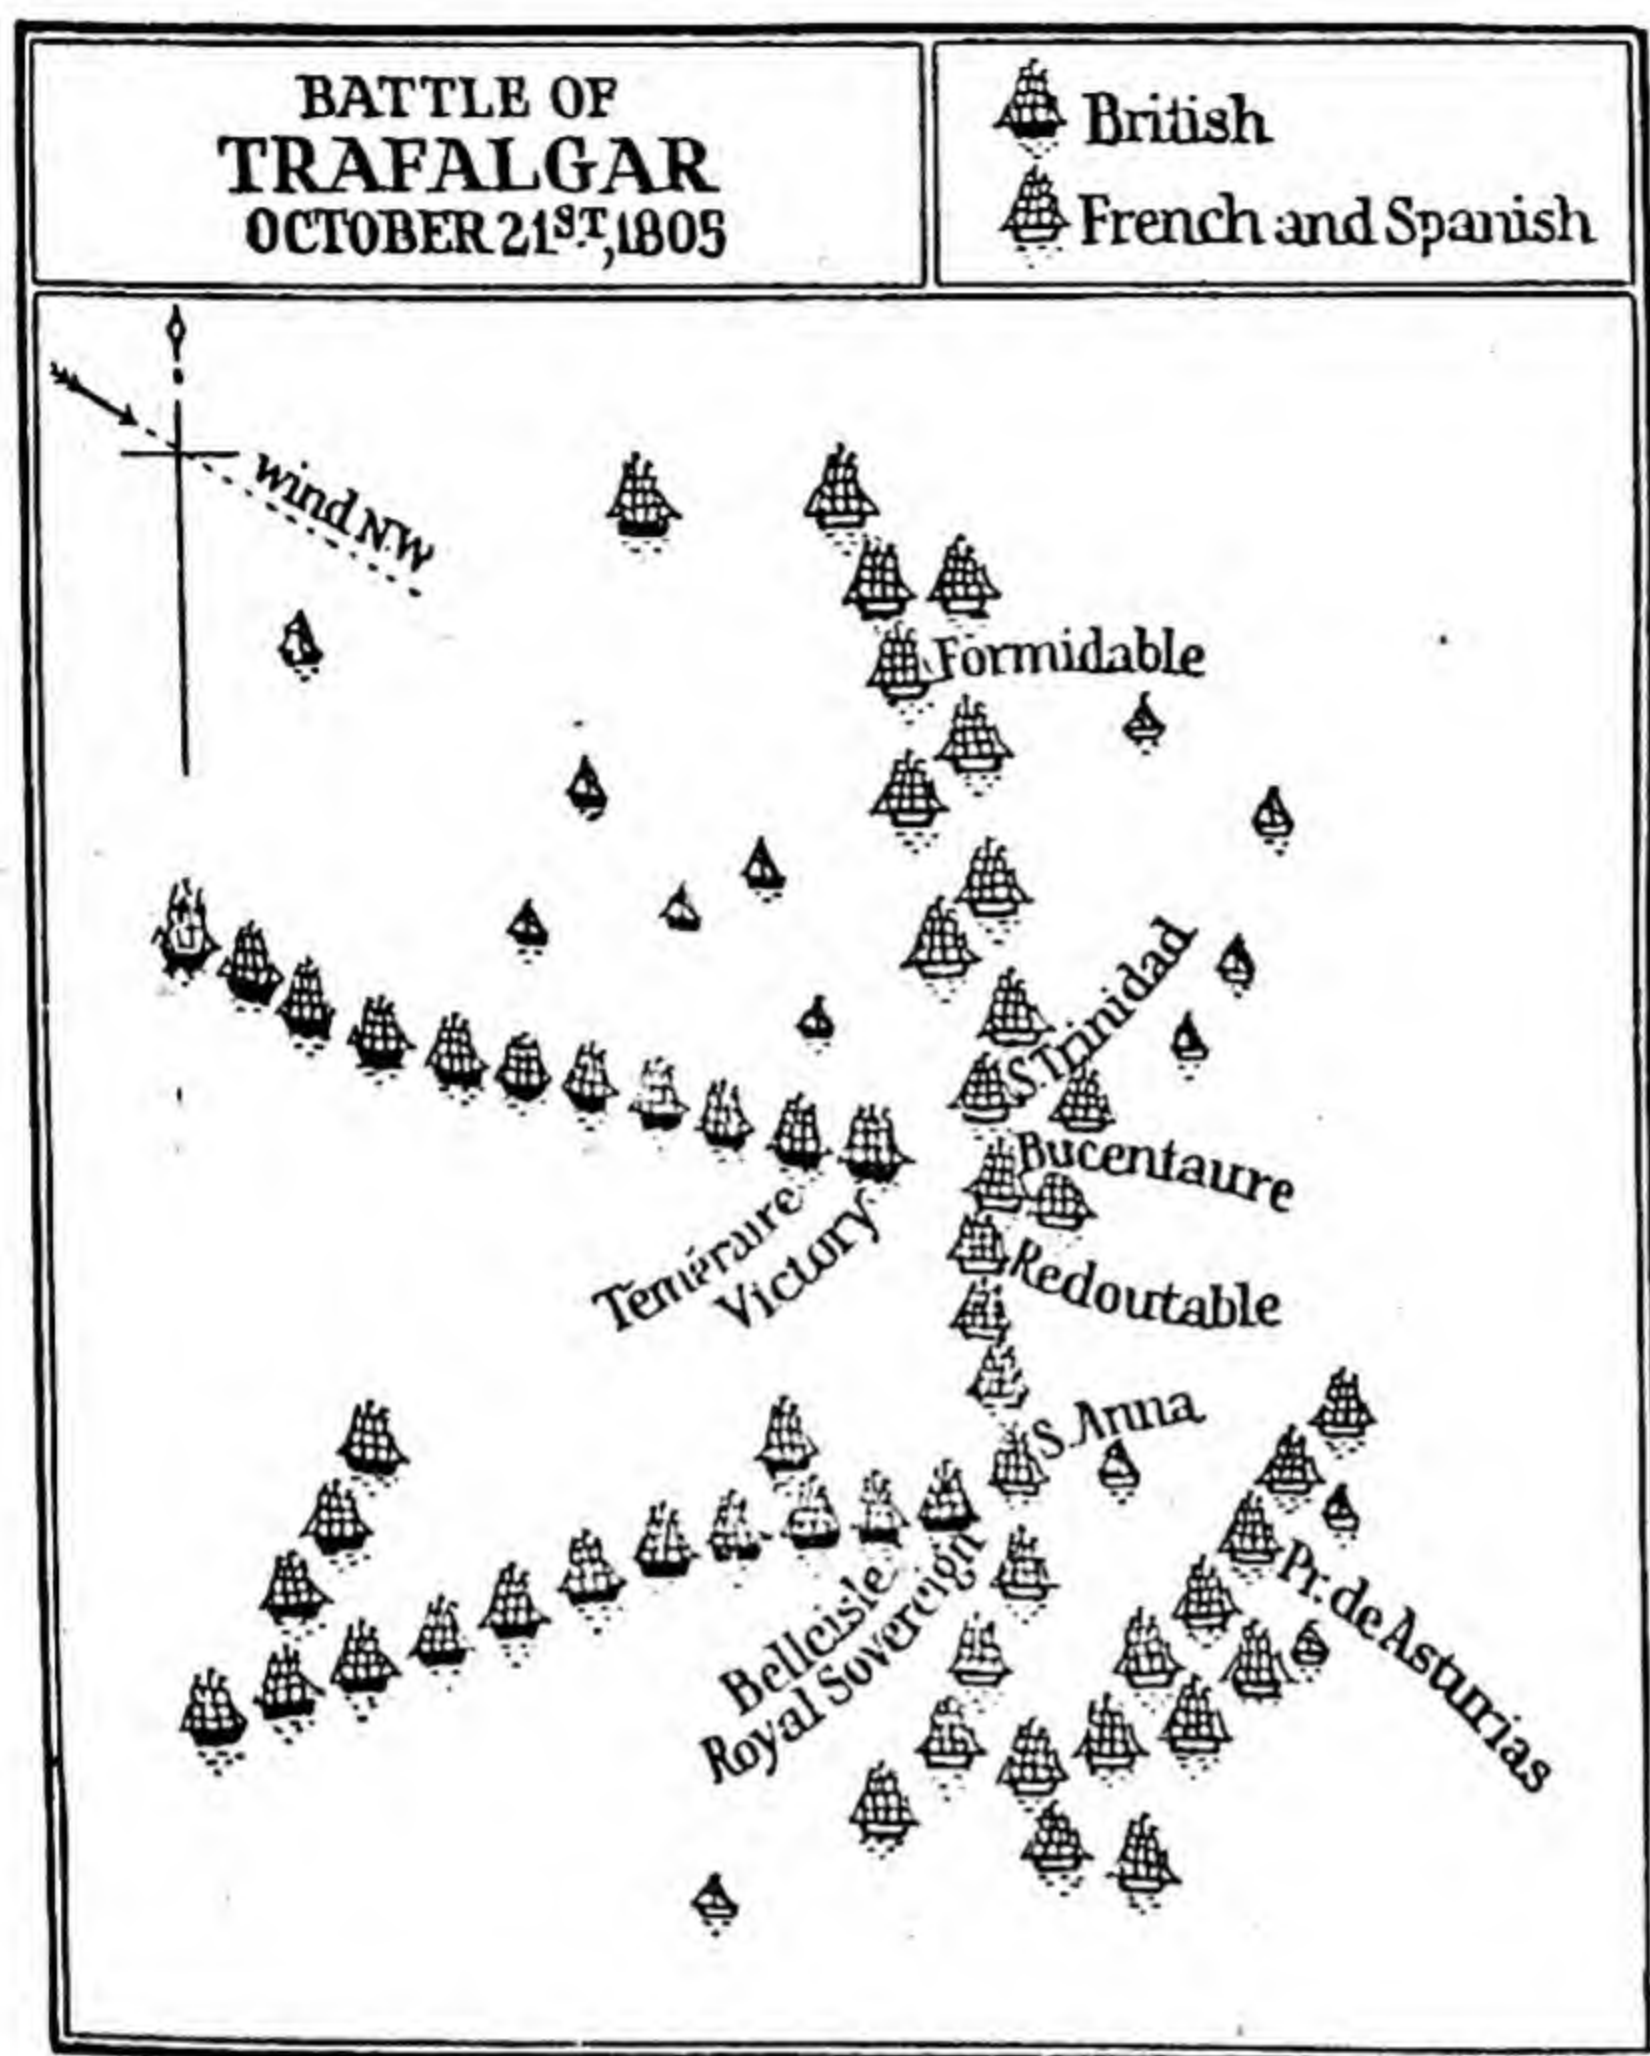 BATTLE OF
TRAFALGAR
OCTOBER 21ST, 1805
British
French and Spanish
wind N.W
Formidable
S. Trinidad
Bucentaure
Redoutable
Téméraire
Victory
S. Anna
Belleisle
Royal Sovereign
Pr. de Asturias